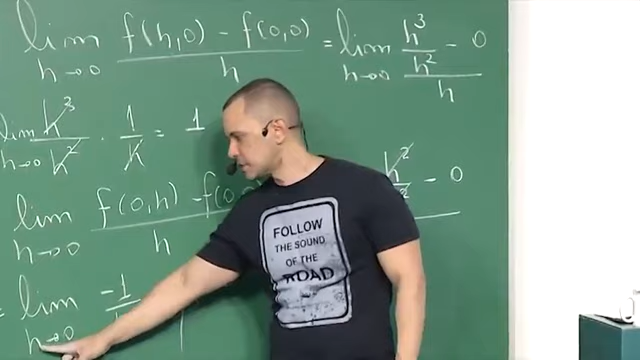 lim h→0 (f(h,0) − f(0,0)) / h = lim h→0 (h³/h² − 0) / h
lim h→0 h³/h² · 1/h = 1
lim h→0 (f(0,h) − f(0,0)) / h h²/h² − 0
= lim h→0 −1
FOLLOW
THE SOUND
OF THE
ROAD